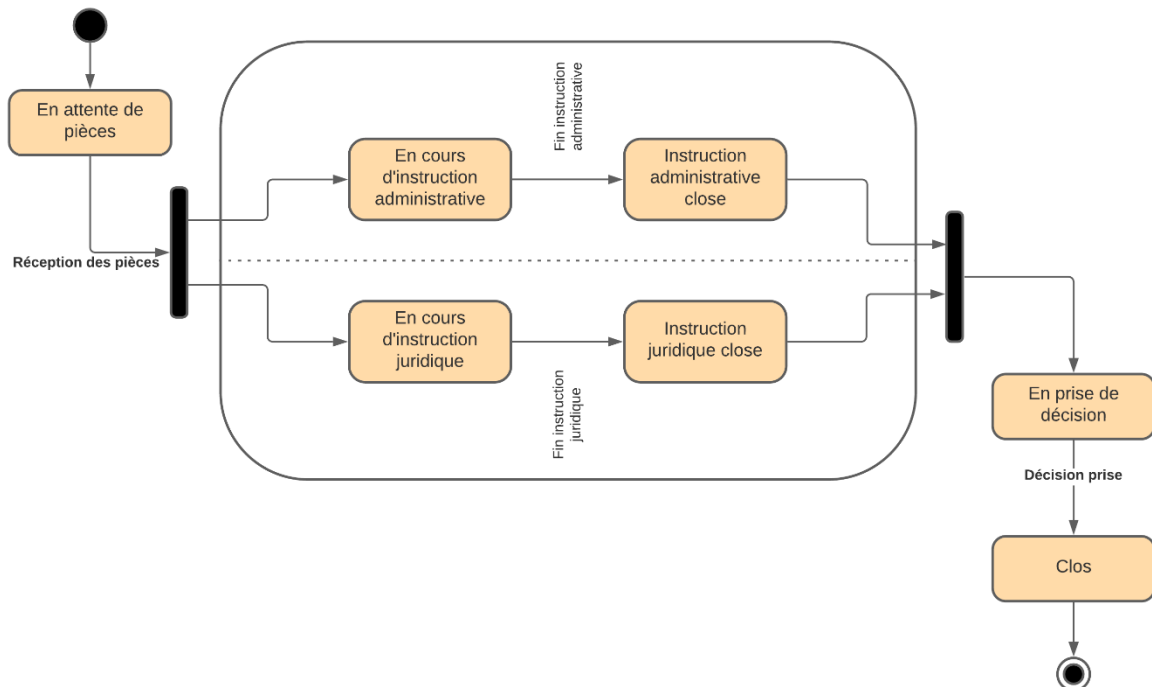 En attente de
pièces
Réception des pièces
Fin instruction
administrative
En cours
d'instruction
administrative
Instruction
administrative
close
En cours
d'instruction
juridique
Instruction
juridique close
Fin instruction
juridique
En prise de
décision
Décision prise
Clos